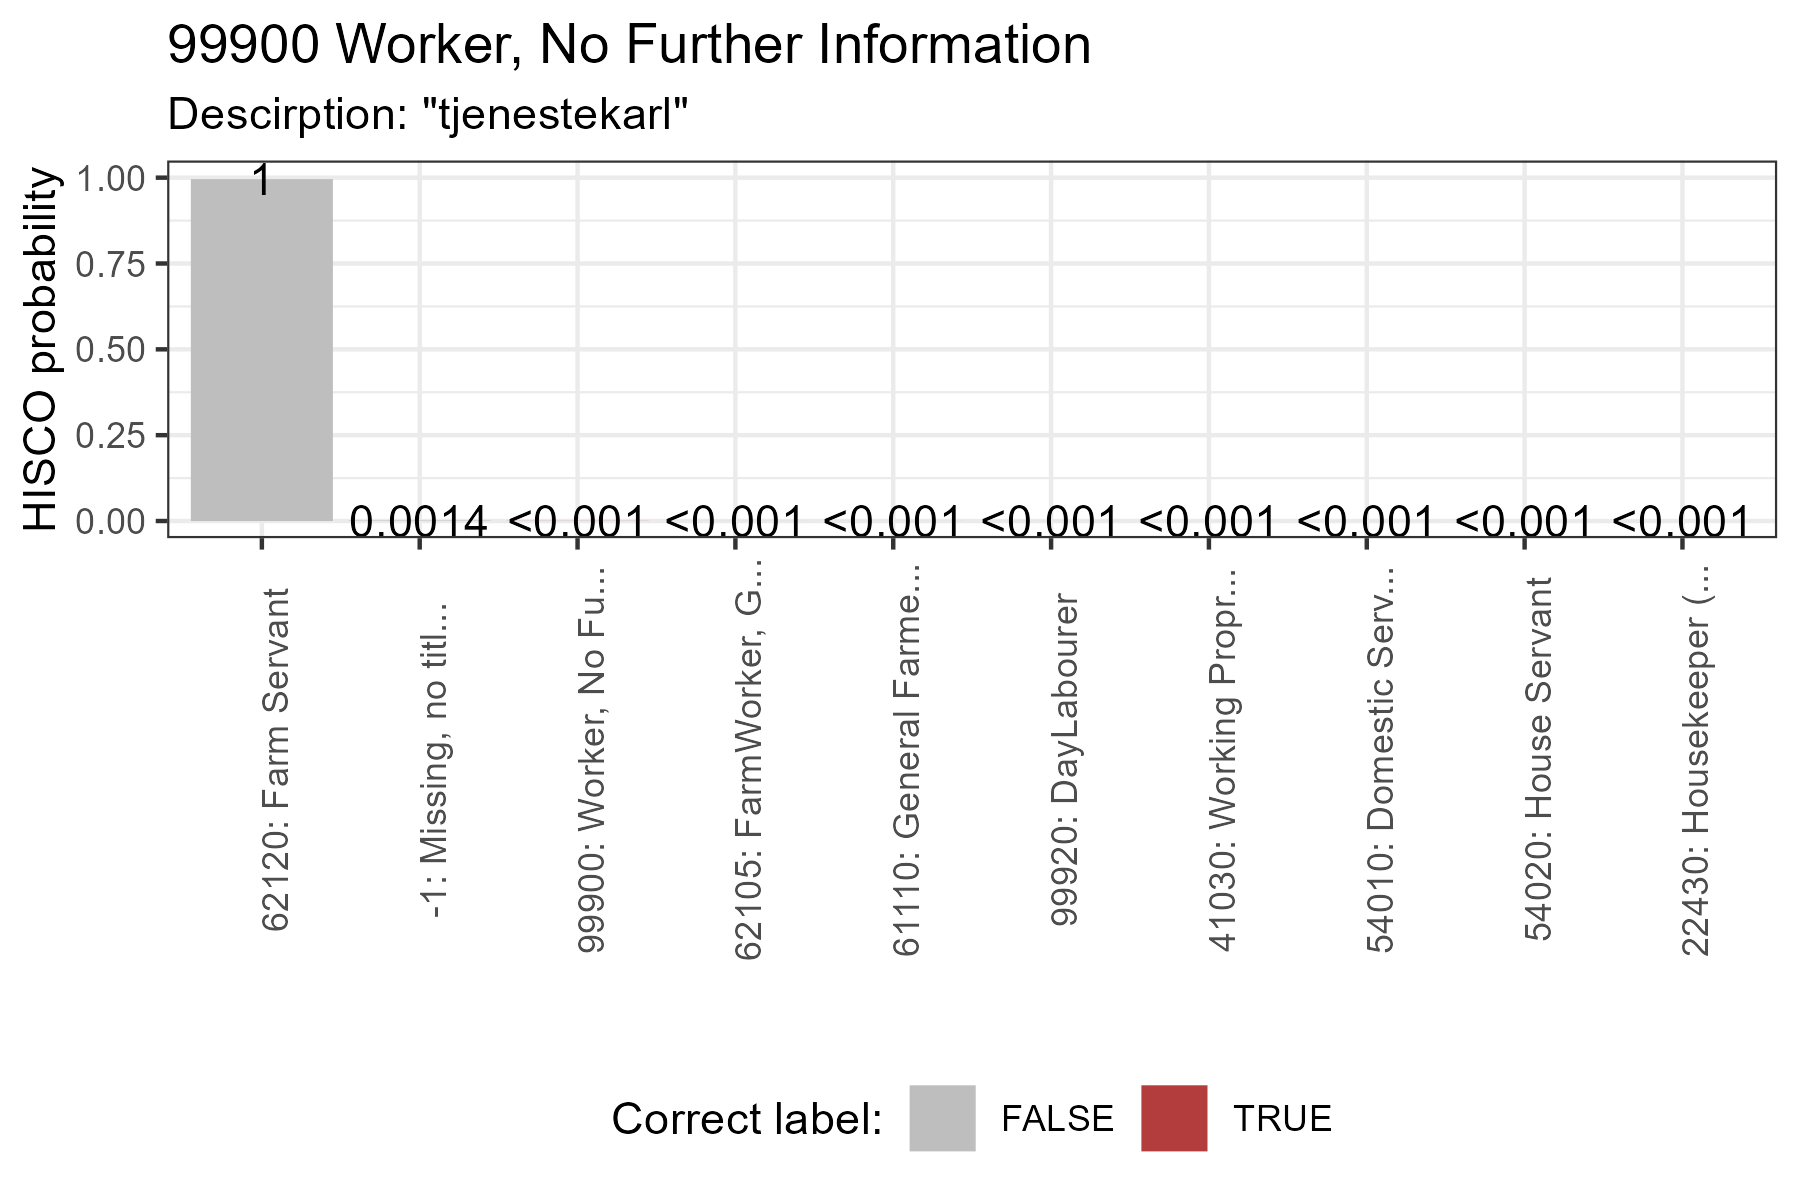 99900 Worker, No Further Information
Descirption: "tjenestekarl"
HISCO probability
1.00
0.75
0.50
0.25
0.00
1
0.0014
<0.001
<0.001
<0.001
<0.001
<0.001
<0.001
<0.001
<0.001
62120: Farm Servant
-1: Missing, no titl...
99900: Worker, No Fu...
62105: FarmWorker, G...
61110: General Farme...
99920: DayLabourer
41030: Working Propr...
54010: Domestic Serv...
54020: House Servant
22430: Housekeeper (...
Correct label:
FALSE
TRUE